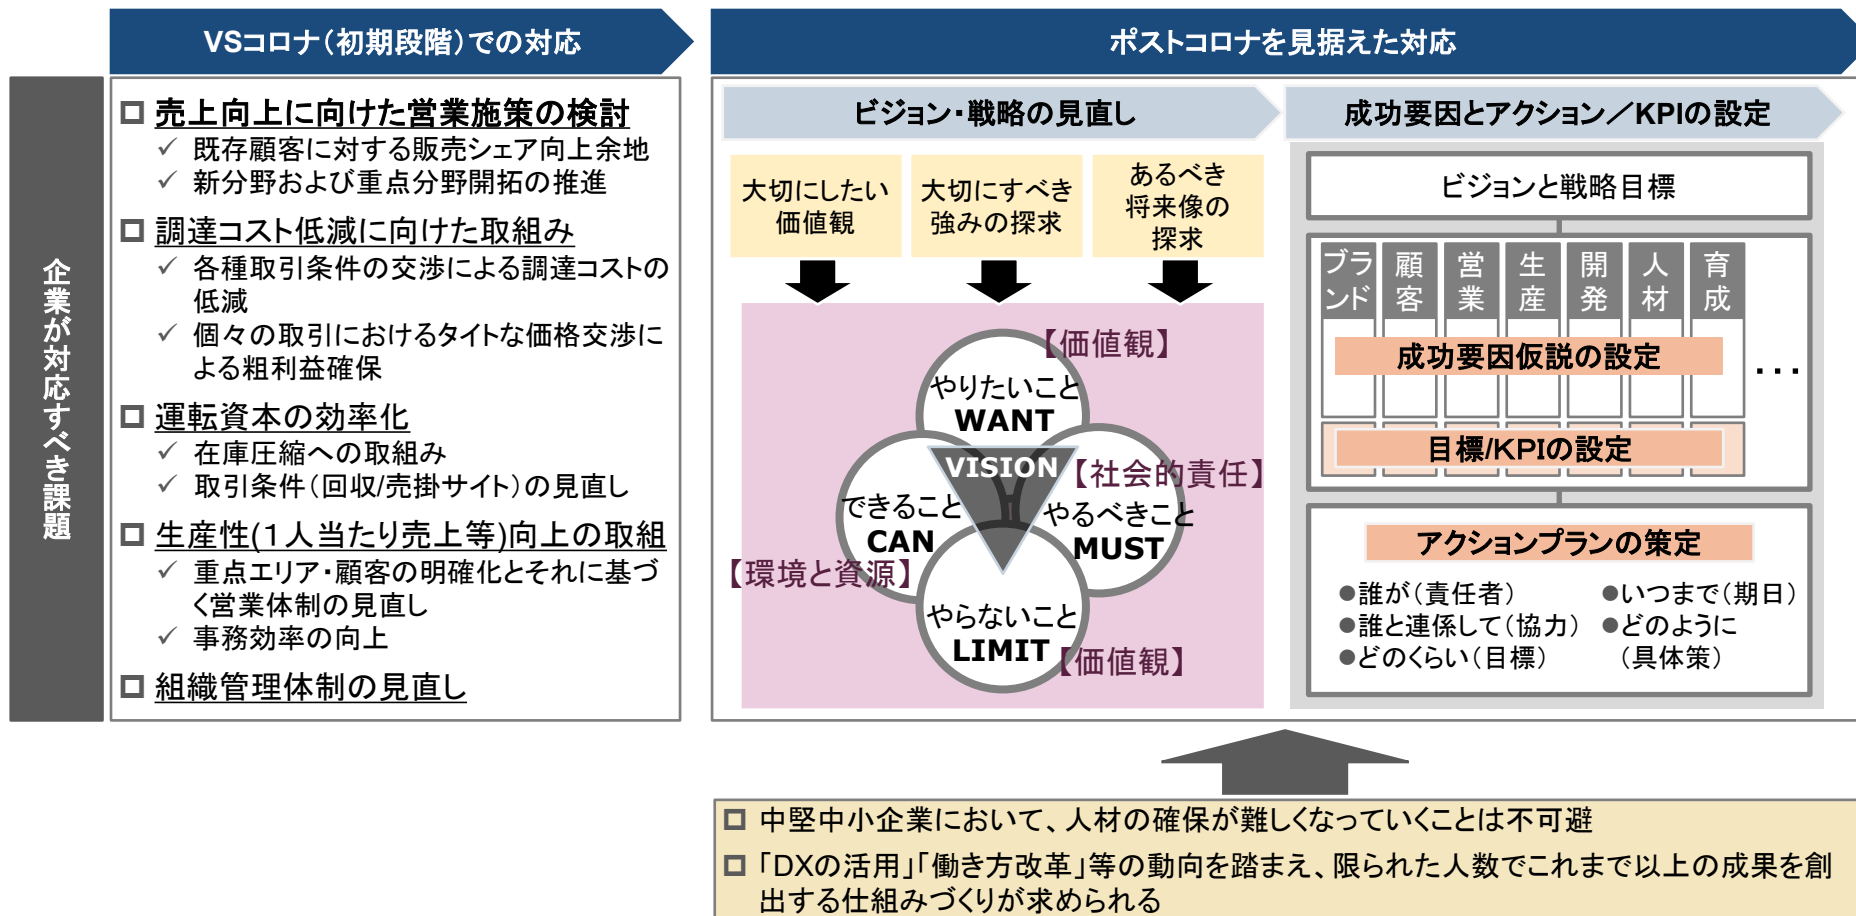 VSコロナ（初期段階）での対応
ポストコロナを見据えた対応
企業が対応すべき課題
売上向上に向けた営業施策の検討
既存顧客に対する販売シェア向上余地
新分野および重点分野開拓の推進
調達コスト低減に向けた取組み
各種取引条件の交渉による調達コストの
低減
個々の取引におけるタイトな価格交渉に
よる粗利益確保
運転資本の効率化
在庫圧縮への取組み
取引条件（回収/売掛サイト）の見直し
生産性(１人当たり売上等)向上の取組
重点エリア・顧客の明確化とそれに基づ
く営業体制の見直し
事務効率の向上
組織管理体制の見直し
ビジョン・戦略の見直し
大切にしたい
価値観
大切にすべき
強みの探求
あるべき
将来像の
探求
【価値観】
やりたいこと
WANT
VISION
【社会的責任】
できること
CAN
やるべきこと
MUST
【環境と資源】
やらないこと
LIMIT
【価値観】
成功要因とアクション／KPIの設定
ビジョンと戦略目標
ブランド
顧客
営業
生産
開発
人材
育成
成功要因仮説の設定
・・・
目標/KPIの設定
アクションプランの策定
●誰が（責任者）
●誰と連係して（協力）
●どのくらい（目標）
●いつまで（期日）
●どのように
（具体策）
中堅中小企業において、人材の確保が難しくなっていくことは不可避
「DXの活用」「働き方改革」等の動向を踏まえ、限られた人数でこれまで以上の成果を創
出する仕組みづくりが求められる